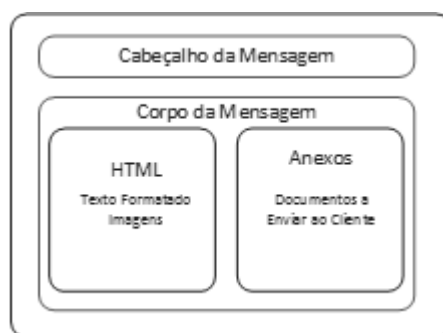 Cabeçalho da Mensagem
Corpo da Mensagem
HTML
Texto Formatado
Imagens
Anexos
Documentos a
Enviar ao Cliente